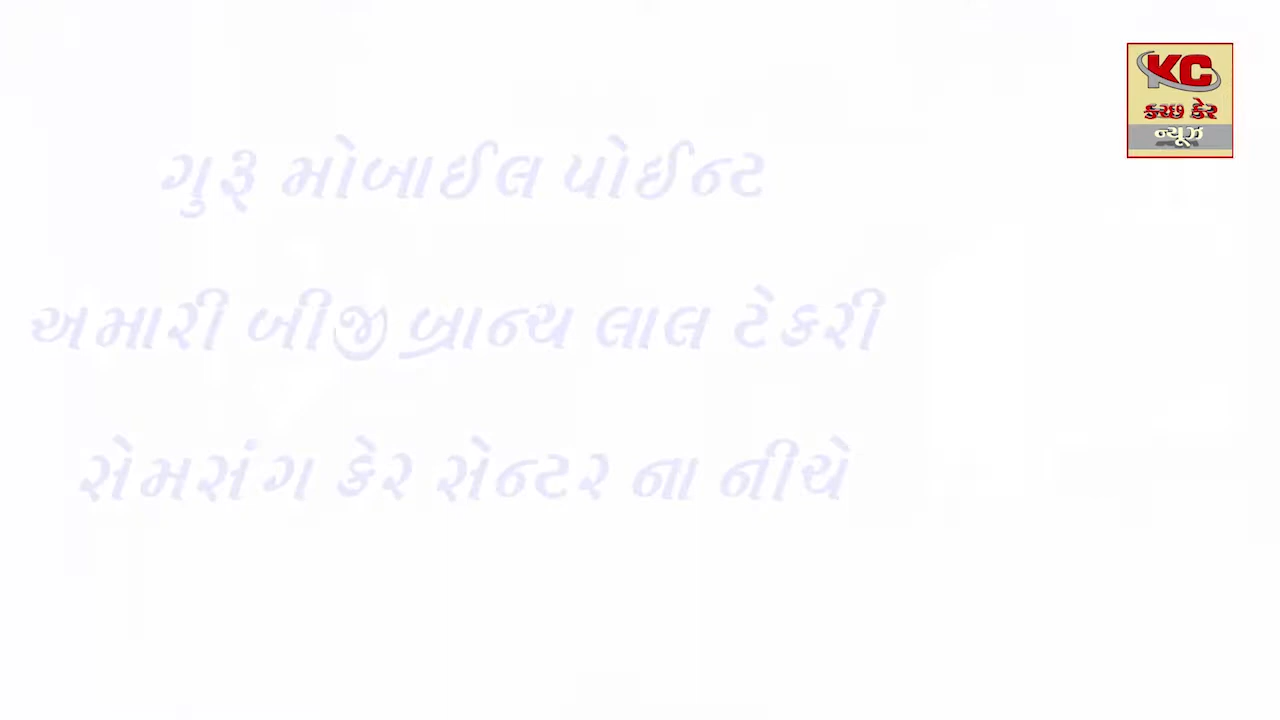 KC
કચ્છ કેર
ન્યૂઝ
ગુરૂ મોબાઈલ પોઈન્ટ
અમારી બીજી બ્રાન્ચ લાલ ટેકરી
સેમસંગ કેર સેન્ટર ના નીચે